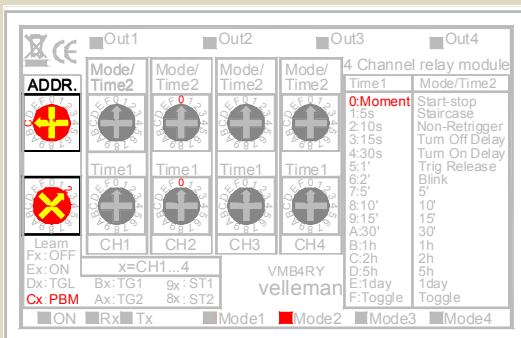 Out1 Out2 Out3 Out4
4 Channel relay module
ADDR.
Mode/
Time2
Mode/
Time2
Mode/
Time2
Mode/
Time2
Time1 Mode/Time2
0:Moment Start-stop
1:5s Staircase
2:10s Non-Retrigger
3:15s Turn Off Delay
4:30s Turn On Delay
5:1' Trig Release
6:2' Blink
7:5' 5'
8:10' 10'
9:15' 15'
A:30' 30'
B:1h 1h
C:2h 2h
D:5h 5h
E:1day 1day
F:Toggle Toggle
Time1 Time1 Time1 Time1
CH1 CH2 CH3 CH4
Learn
Fx:OFF
Ex:ON
Dx:TGL
Cx:PBM
x=CH1...4
Bx:TG1 9x:ST1
Ax:TG2 8x:ST2
VMB4RY
velleman
ON Rx Tx Mode1 Mode2 Mode3 Mode4